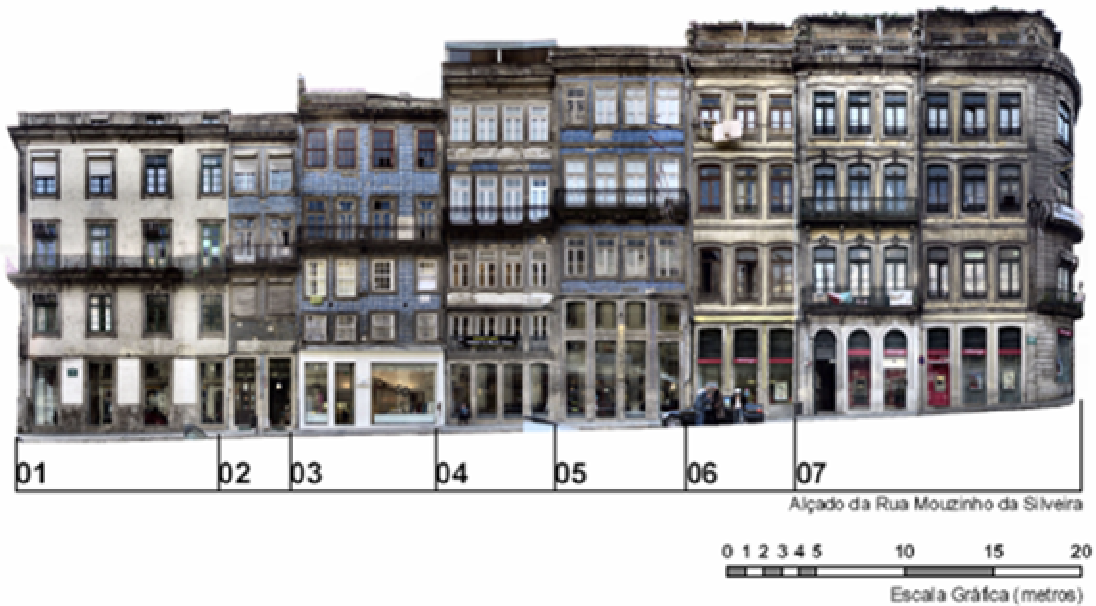 01 02 03 04 05 06 07
Alçado da Rua Mouzinho da Silveira
0 1 2 3 4 5 10 15 20
Escala Gráfica (metros)